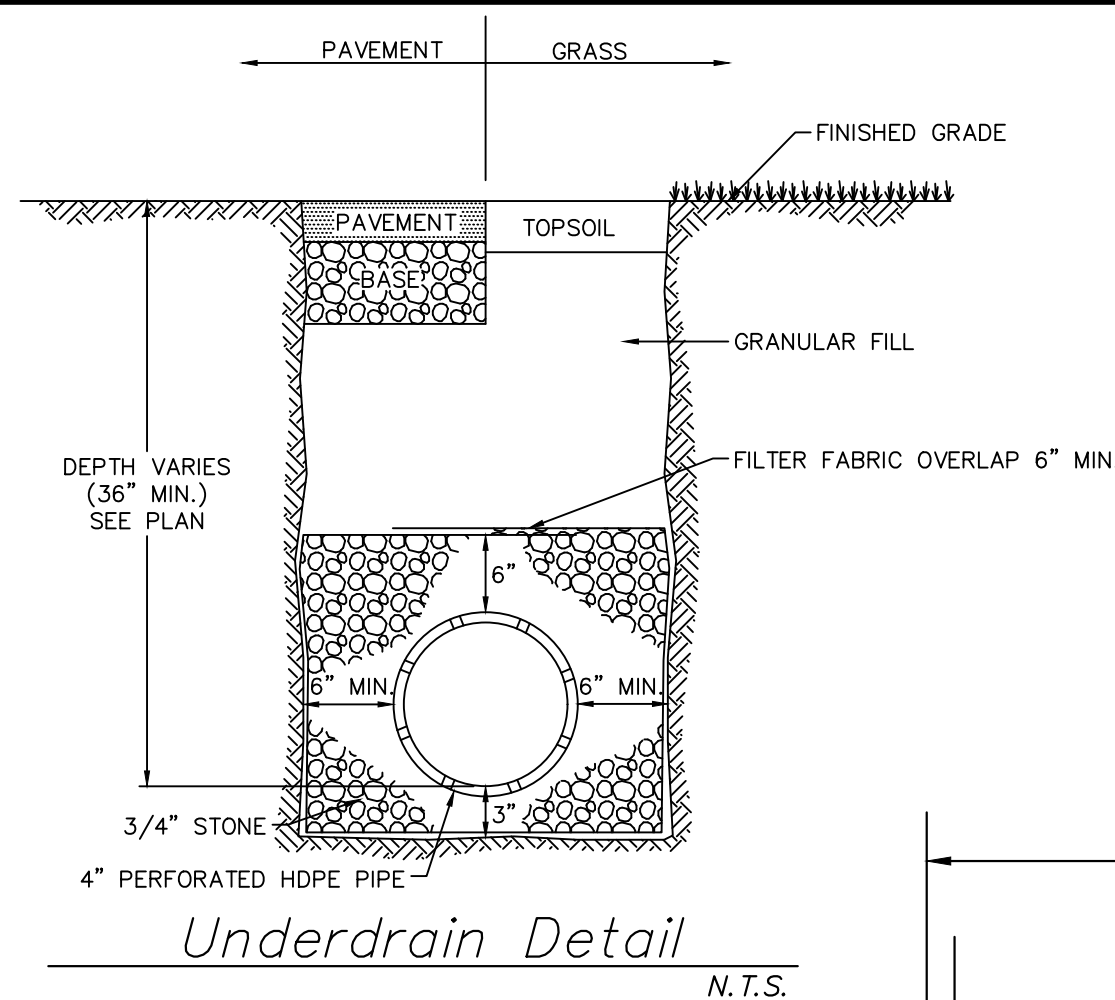 PAVEMENT
GRASS
FINISHED GRADE
PAVEMENT
TOPSOIL
BASE
GRANULAR FILL
DEPTH VARIES
(36” MIN.)
SEE PLAN
FILTER FABRIC OVERLAP 6” MIN
6”
6” MIN.
6” MIN.
3”
3/4” STONE
4” PERFORATED HDPE PIPE
Underdrain Detail
N.T.S.